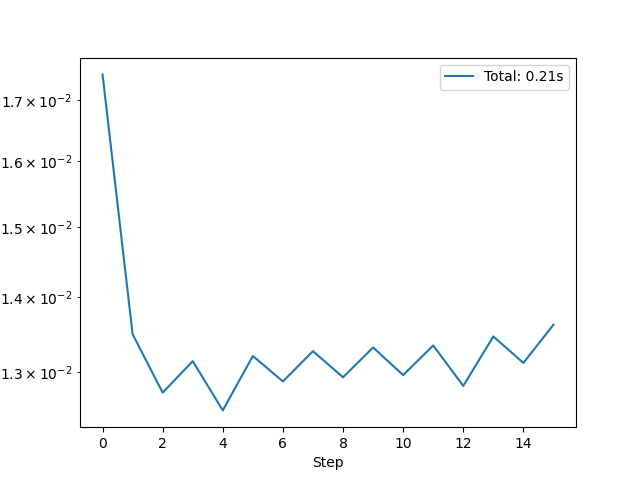 Total: 0.21s
1.7 × 10⁻²
1.6 × 10⁻²
1.5 × 10⁻²
1.4 × 10⁻²
1.3 × 10⁻²
0 2 4 6 8 10 12 14
Step